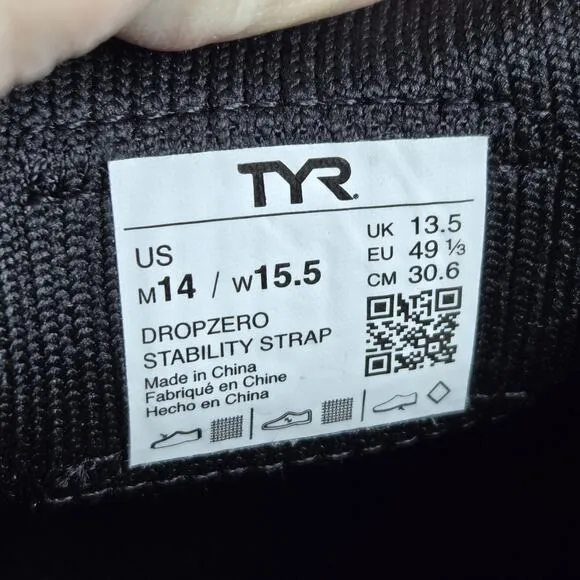 TYR
US
M14 / W15.5
UK 13.5
EU 49 ⅓
CM 30.6
DROPZERO
STABILITY STRAP
Made in China
Fabriqué en Chine
Hecho en China